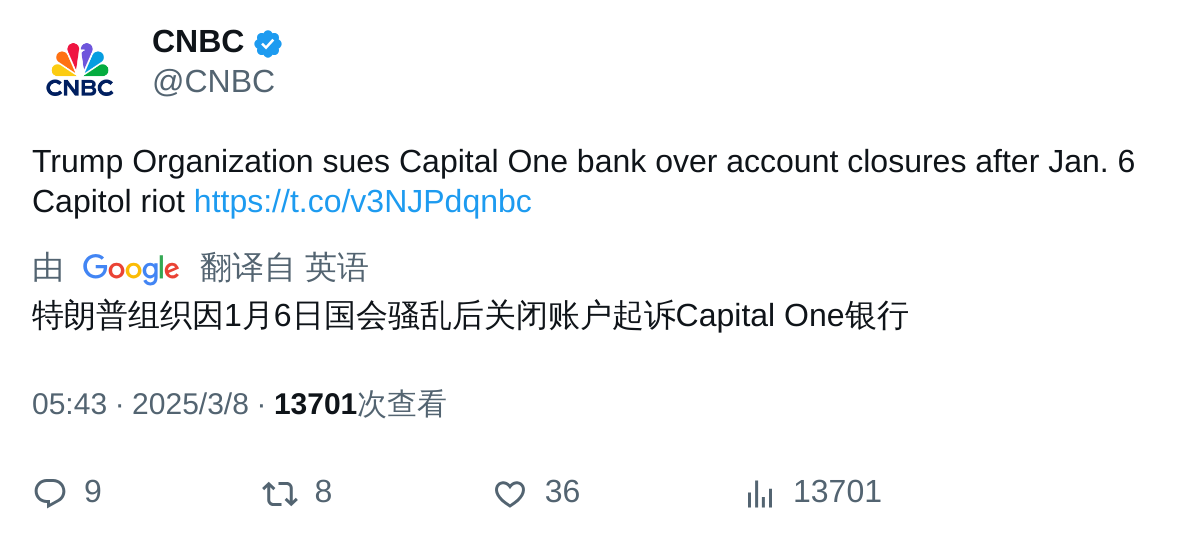 CNBC
CNBC
@CNBC
Trump Organization sues Capital One bank over account closures after Jan. 6
Capitol riot https://t.co/v3NJPdqnbc
由 Google 翻译自 英语
特朗普组织因1月6日国会骚乱后关闭账户起诉Capital One银行
05:43 · 2025/3/8 · 13701次查看
9 8 36 13701